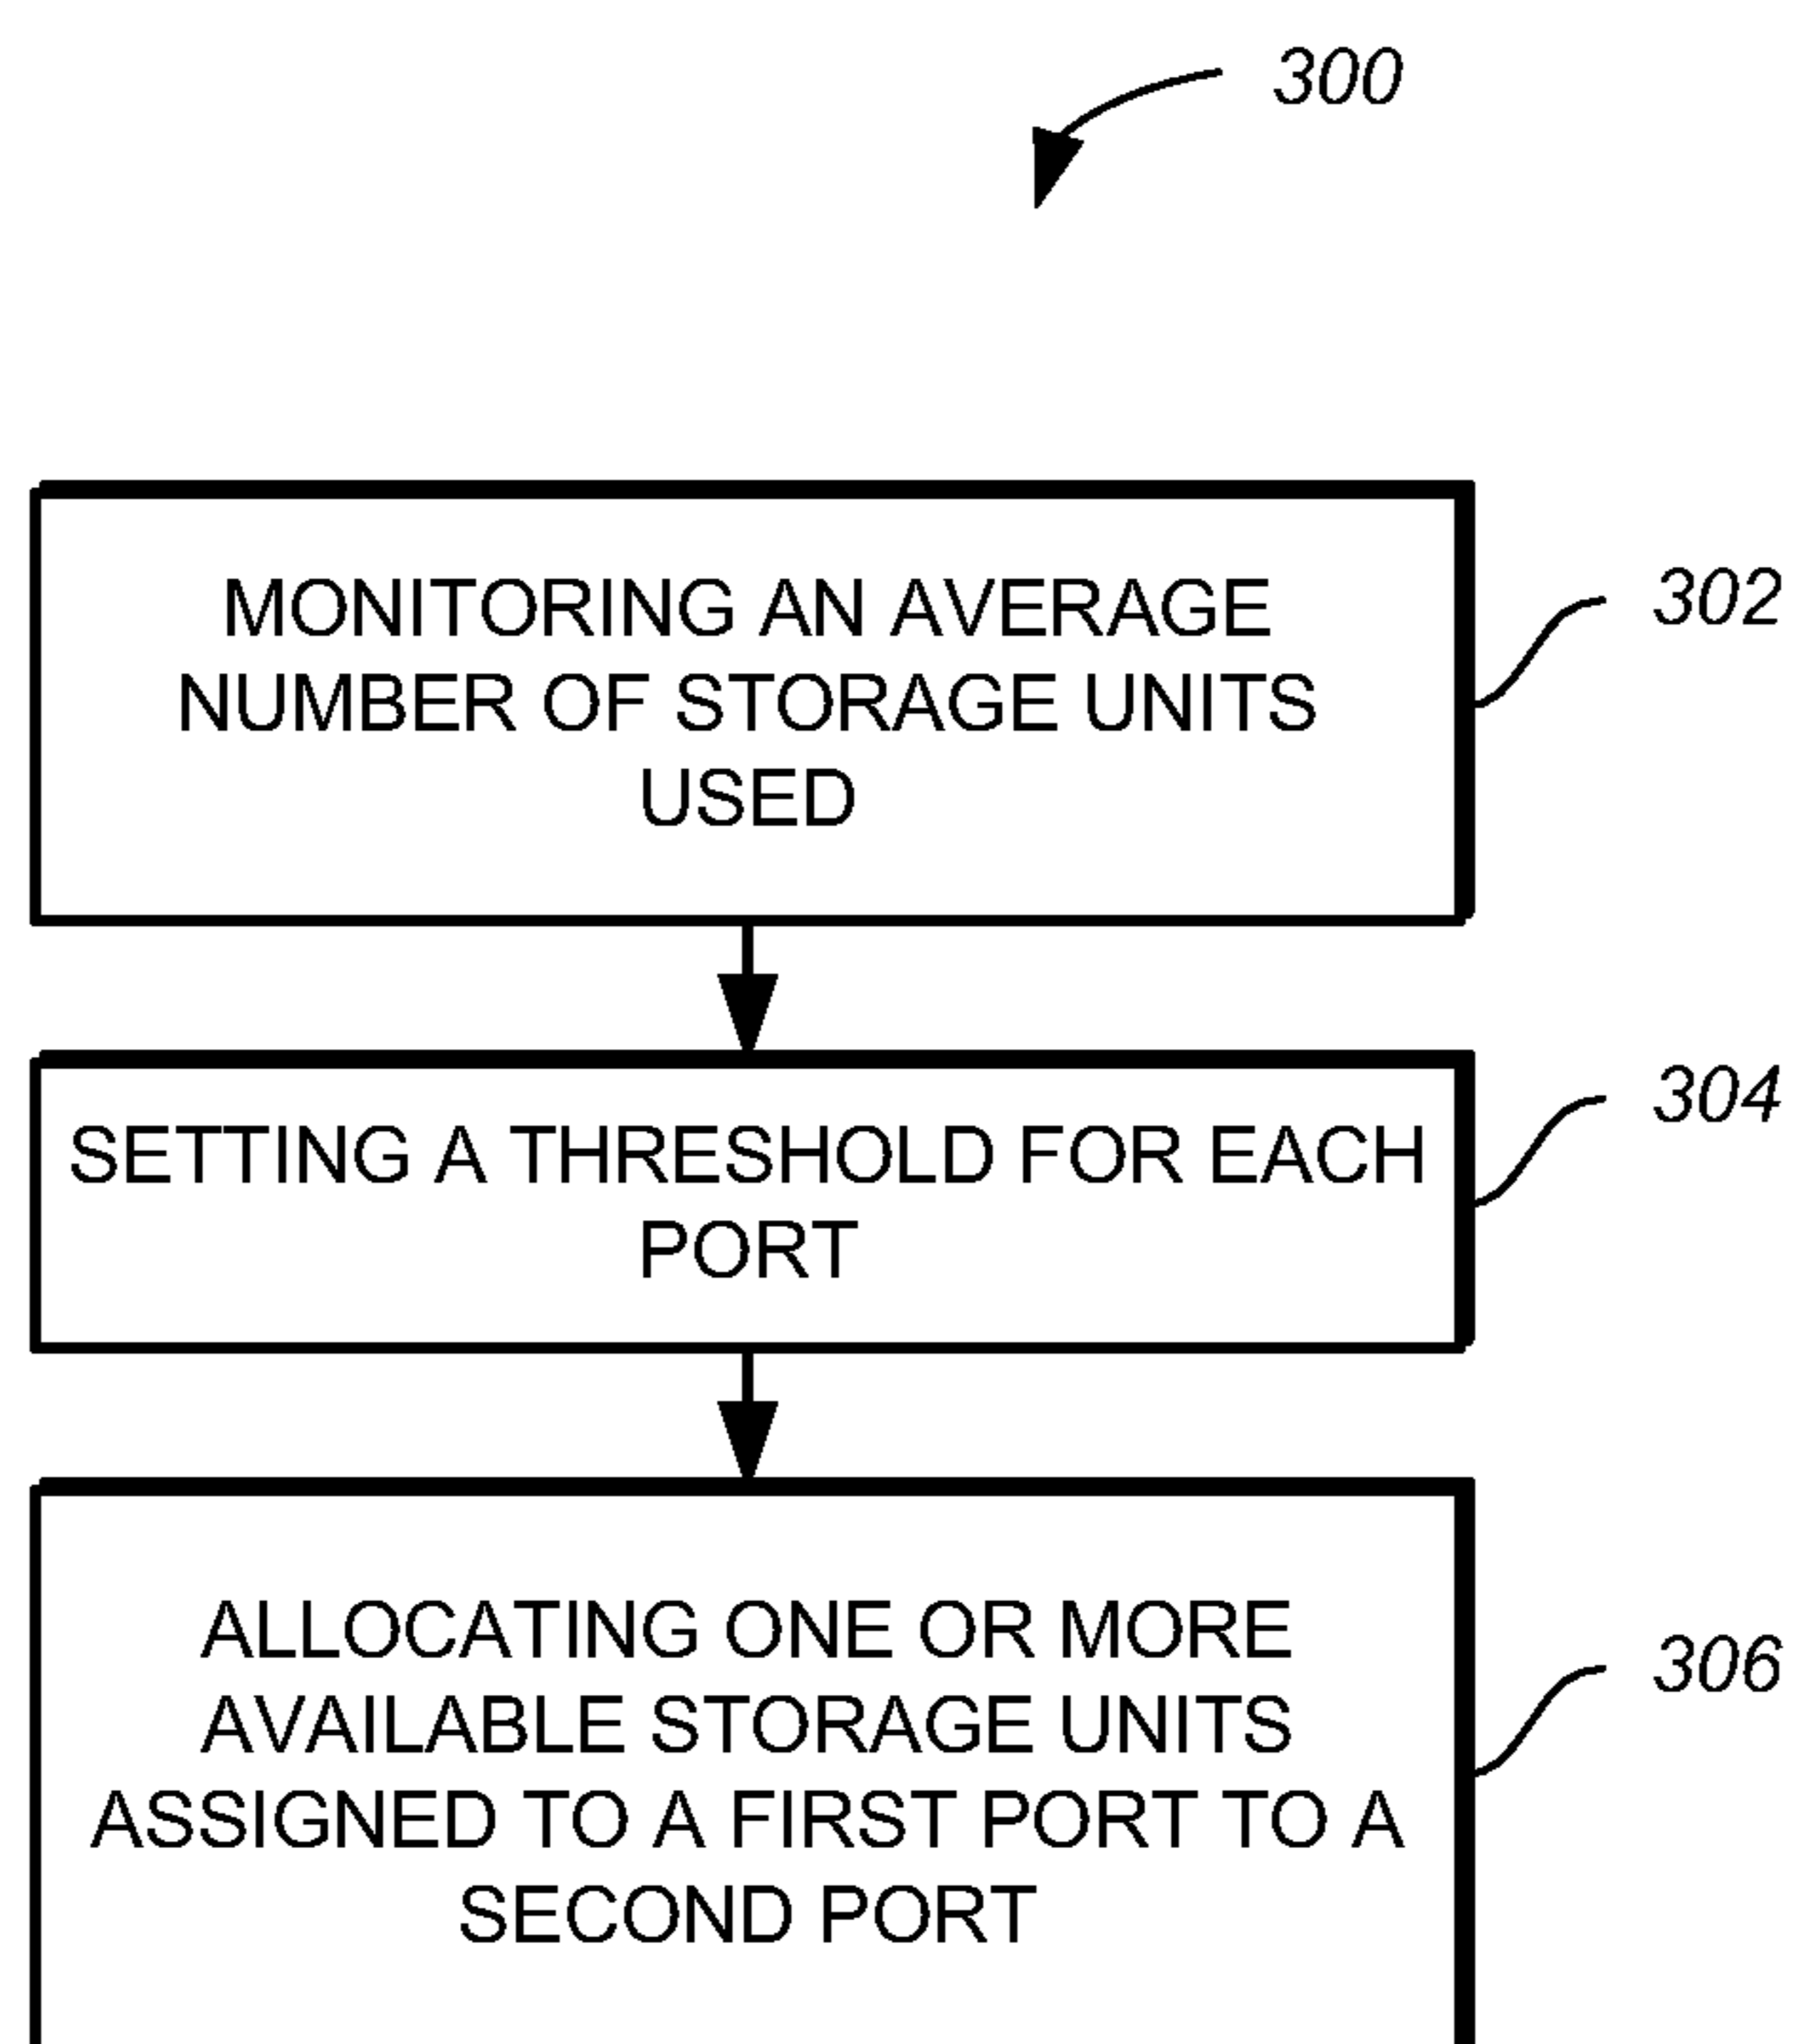 300
MONITORING AN AVERAGE
NUMBER OF STORAGE UNITS
USED
302
SETTING A THRESHOLD FOR EACH
PORT
304
ALLOCATING ONE OR MORE
AVAILABLE STORAGE UNITS
ASSIGNED TO A FIRST PORT TO A
SECOND PORT
306